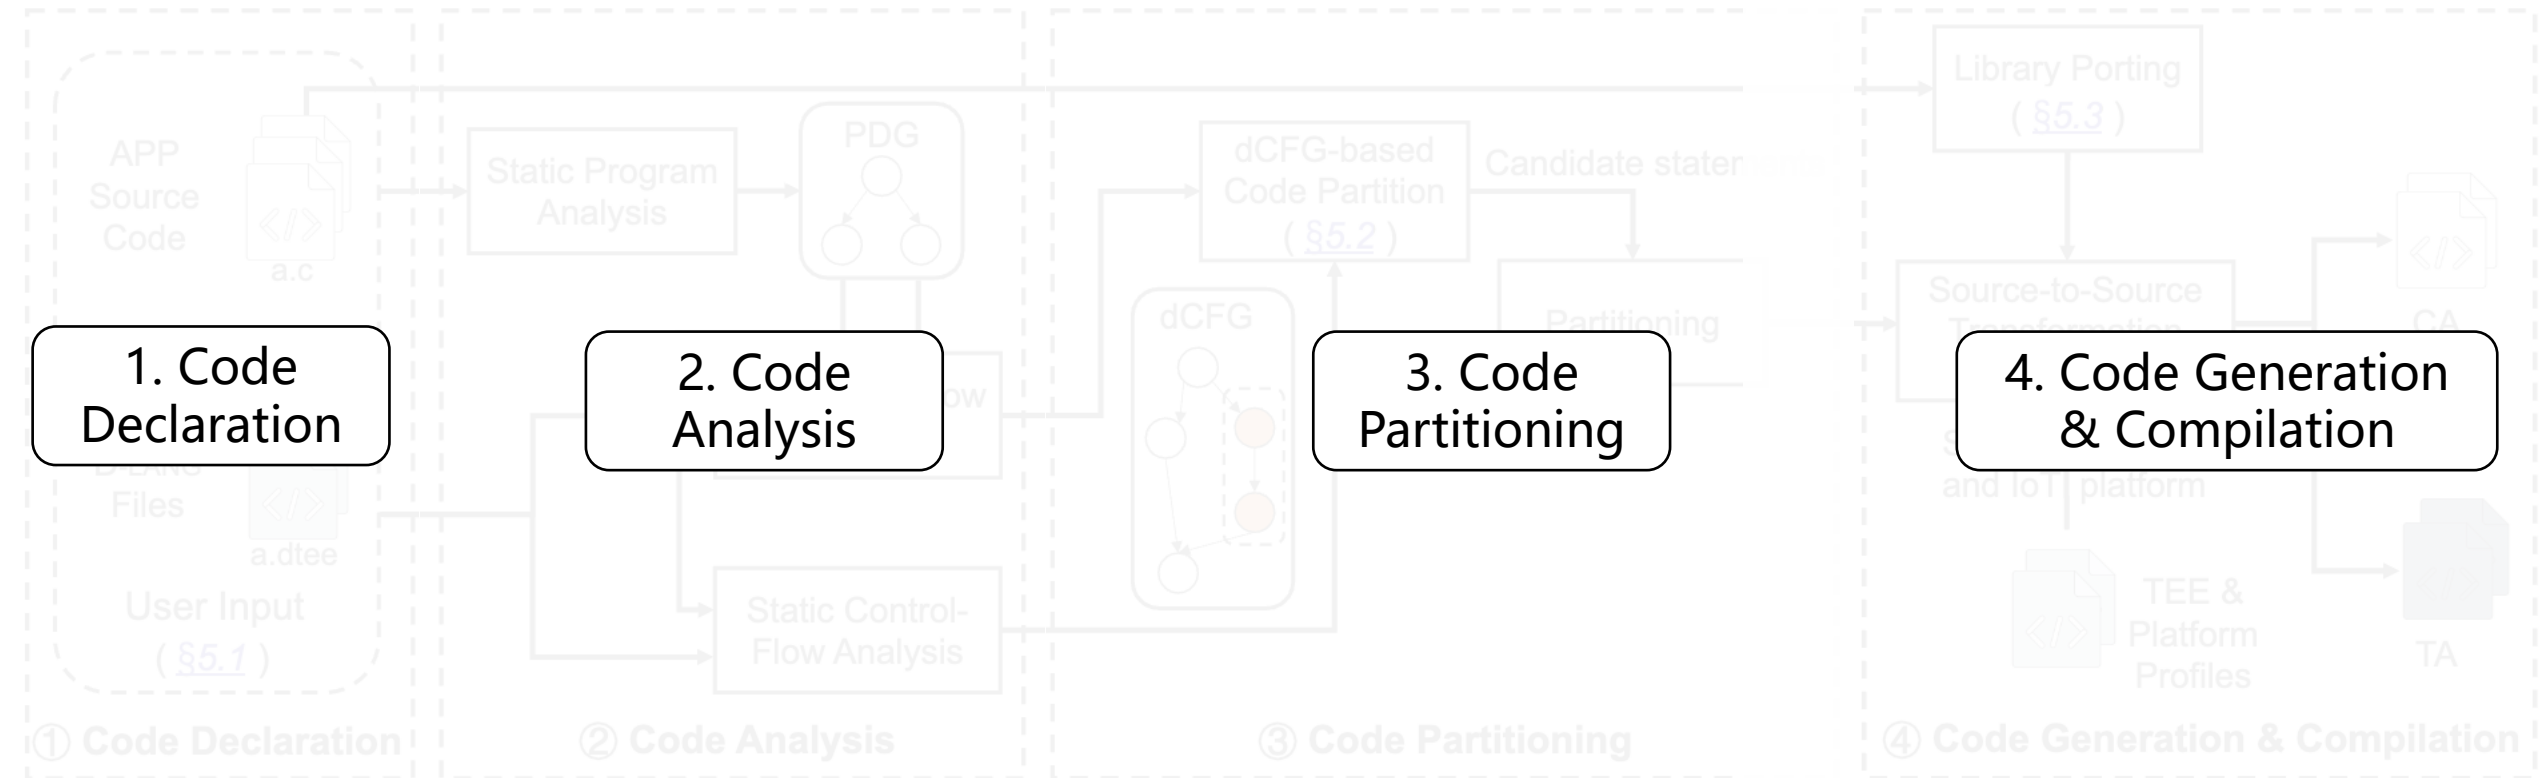 APP
Source
Code
a.c
Files
a.dtee
User Input
( §5.1 )
1. Code
Declaration
① Code Declaration
Static Program
Analysis
PDG
2. Code
Analysis
Static Control-
Flow Analysis
② Code Analysis
dCFG-based
Code Partition
( §5.2 )
Candidate
dCFG
Partitioning
3. Code
Partitioning
③ Code Partitioning
Library Porting
( §5.3 )
Source-to-Source
Transformation
CA
4. Code Generation
& Compilation
and IoT platform
TEE &
Platform
Profiles
TA
④ Code Generation & Compilation